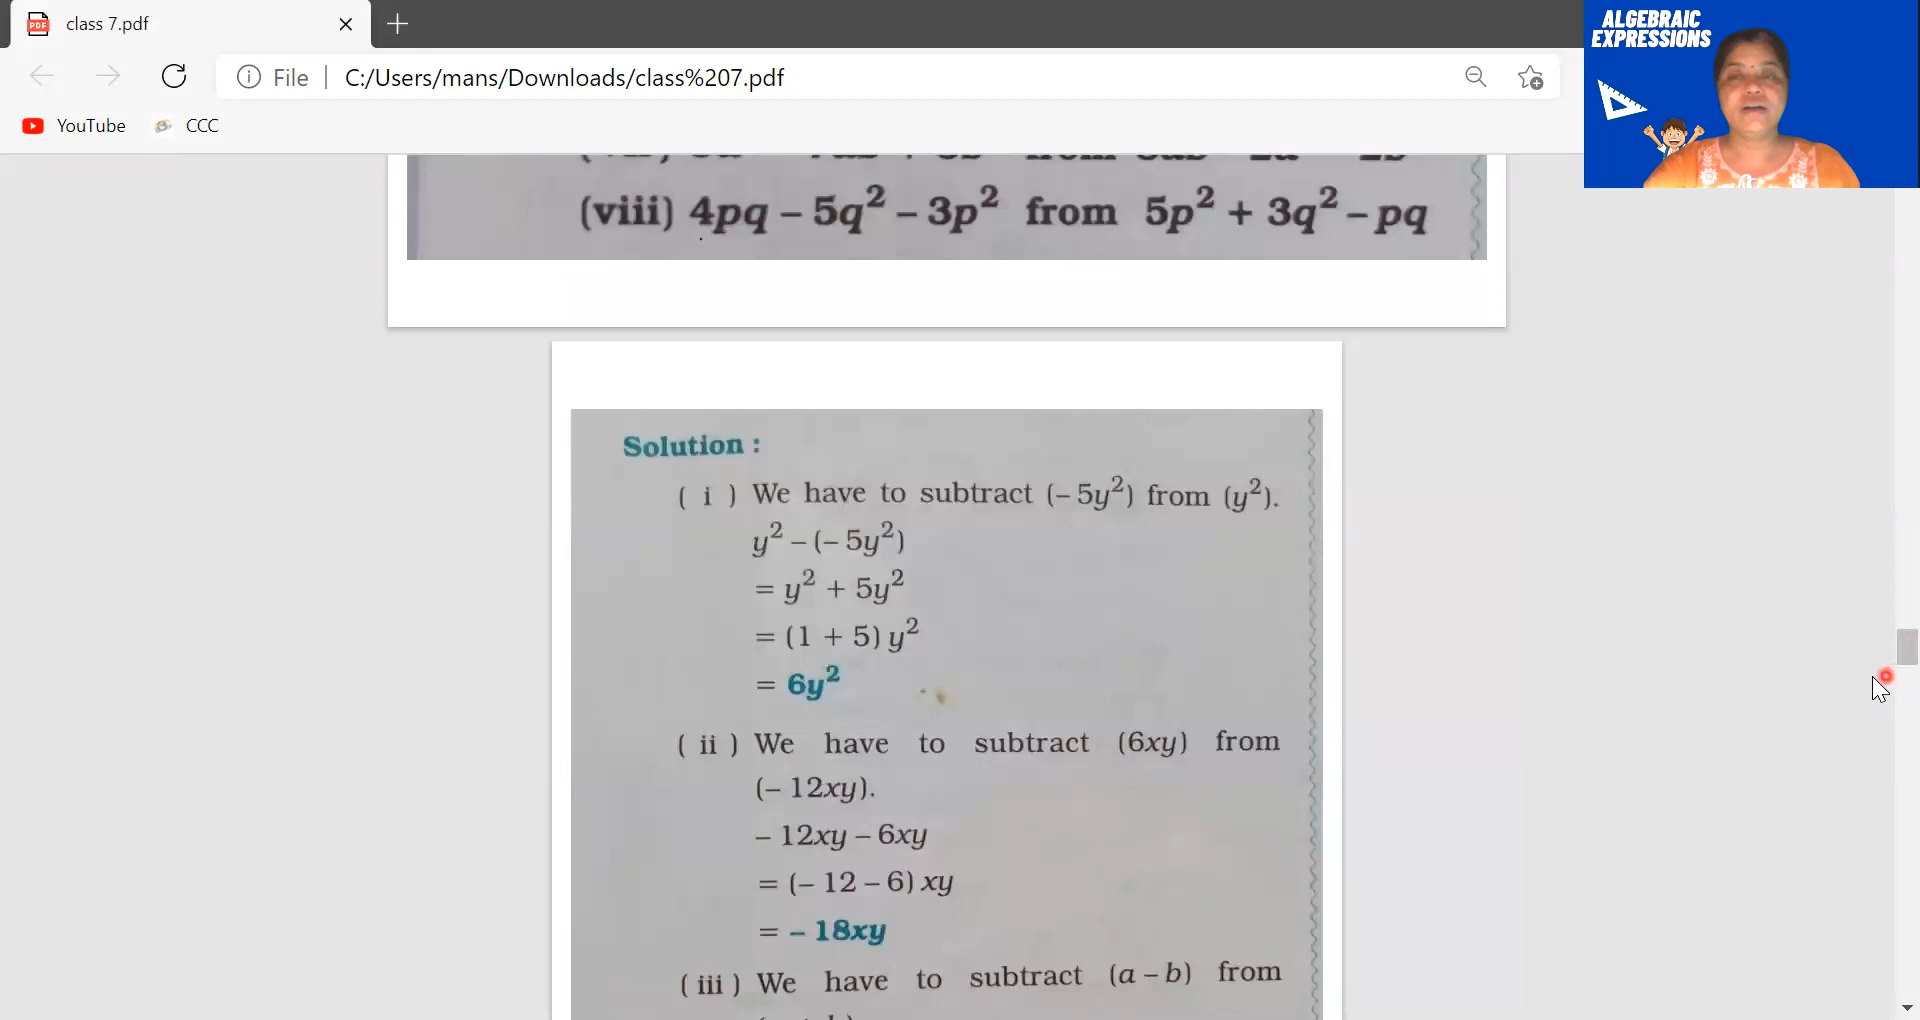 class 7.pdf
File | C:/Users/mans/Downloads/class%207.pdf
YouTube CCC
ALGEBRAIC
EXPRESSIONS
(viii) 4pq – 5q² – 3p² from 5p² + 3q² – pq
Solution :
( i ) We have to subtract (– 5y²) from (y²).
y² – (– 5y²)
= y² + 5y²
= (1 + 5) y²
= 6y²
( ii ) We have to subtract (6xy) from
(– 12xy).
– 12xy – 6xy
= (– 12 – 6) xy
= – 18xy
( iii ) We have to subtract (a – b) from